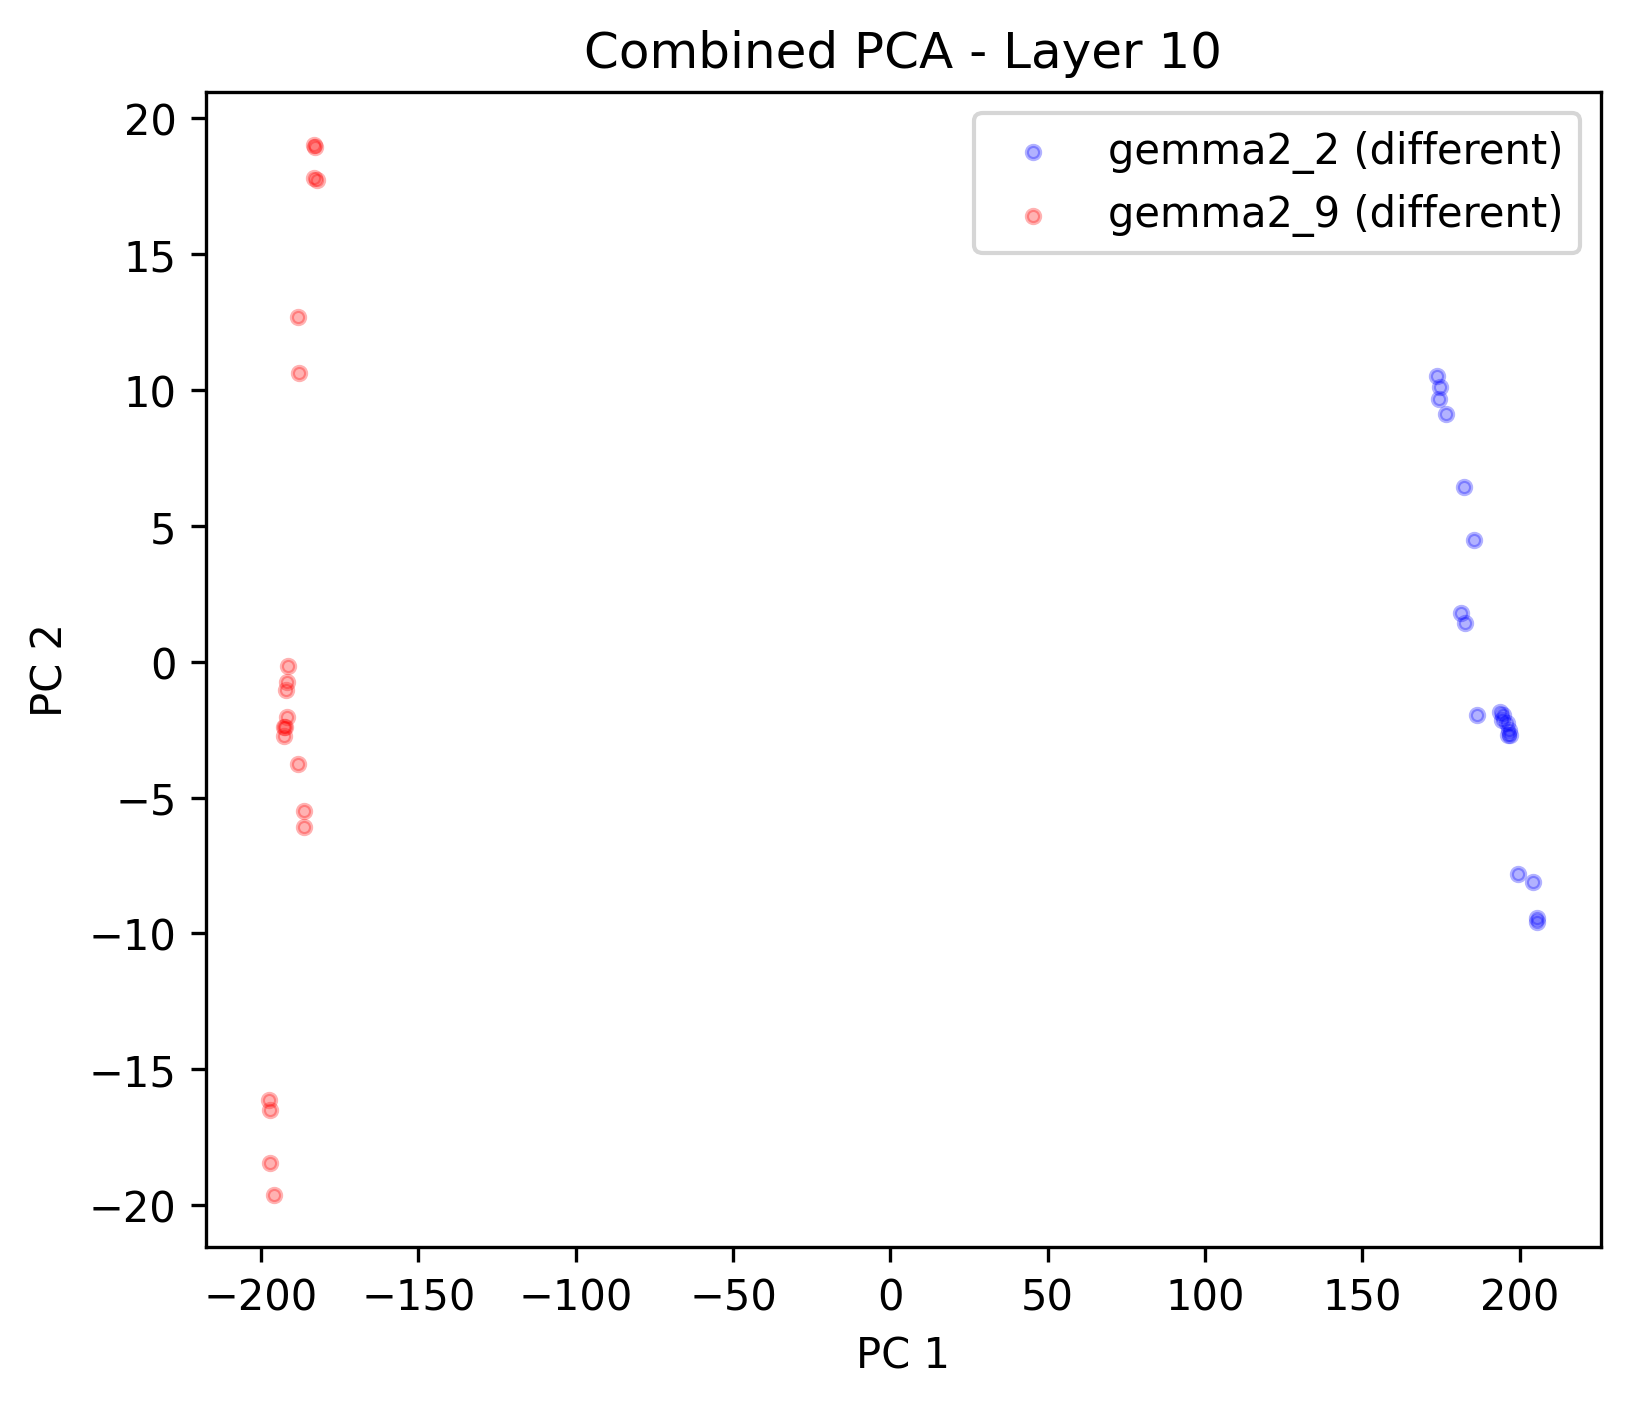 Combined PCA - Layer 10
gemma2_2 (different)
gemma2_9 (different)
20
15
10
5
0
−5
−10
−15
−20
PC 2
−200 −150 −100 −50 0 50 100 150 200
PC 1